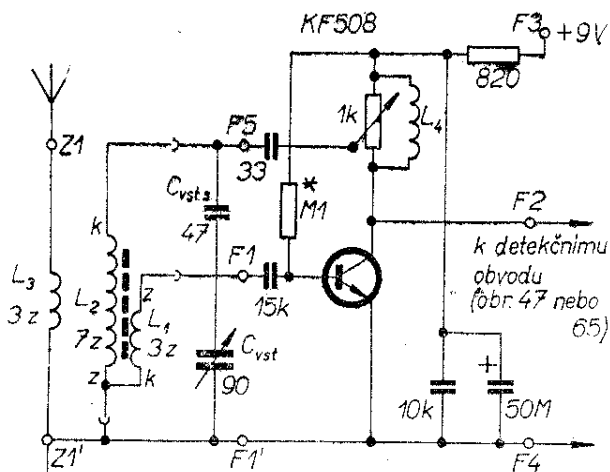 KF508
F3
+9V
820
Z1
P5
33
1k
L4
k
Cvst.s
47
*
M1
F2
k detekčnímu
obvodu
(obr. 47 nebo
65)
F1
15k
L3
3z
L2
7z
z
L1
3z
k
z
Cvst
7
90
10k
+
50M
Z1'
F1'
F4